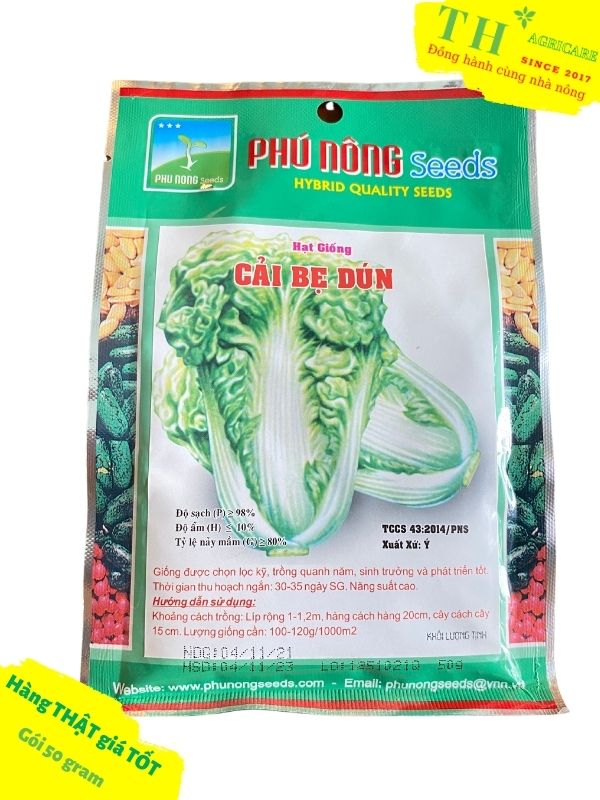 TH
AGRICARE
SINCE 2017
Đồng hành cùng nhà nông
PHU NONG Seeds
PHÚ NÔNG Seeds
HYBRID QUALITY SEEDS
Hạt Giống
CẢI BẸ DÚN
Độ sạch (P) ≥ 98%
Độ ẩm (H) ≤ 10%
Tỷ lệ nảy mầm (G) ≥ 80%
TCCS 43:2014/PNS
Xuất Xứ: Ý
Giống được chọn lọc kỹ, trồng quanh năm, sinh trưởng và phát triển tốt.
Thời gian thu hoạch ngắn: 30-35 ngày SG. Năng suất cao.
Hướng dẫn sử dụng:
Khoảng cách trồng: Líp rộng 1-1,2m, hàng cách hàng 20cm, cây cách cây
15 cm. Lượng giống cần: 100-120g/1000m2
KHỐI LƯỢNG TỊNH
NDG:04/11/21
HSD:04/11/23 50g
Website: www.phunongseeds.com - Email: phunongseeds@vnn.vn
Hàng THẬT giá TỐT
Gói 50 gram